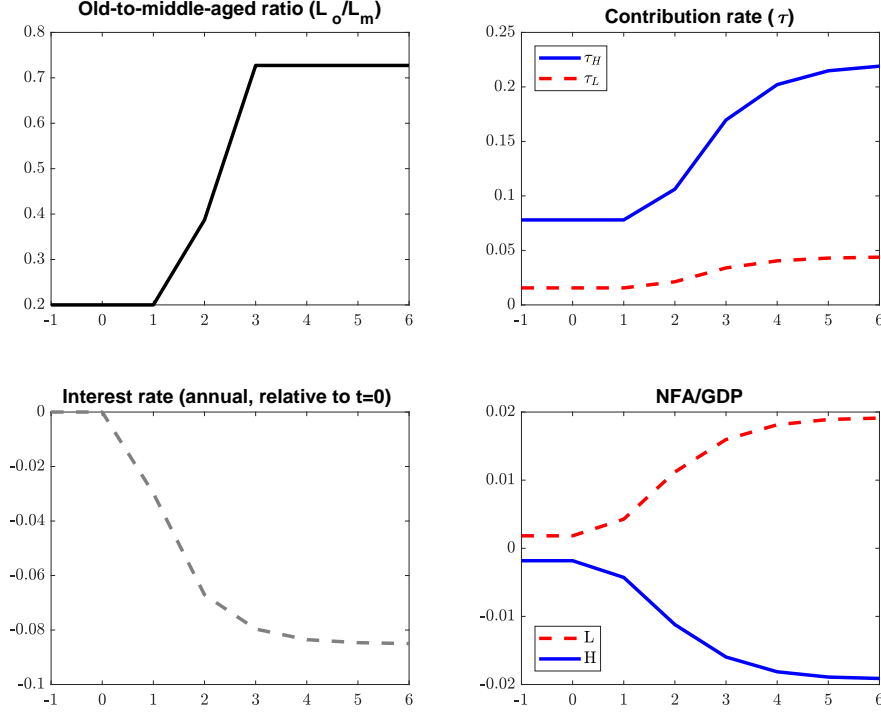 Old-to-middle-aged ratio (L_o/L_m)
0.8
0.7
0.6
0.5
0.4
0.3
0.2
-1 0 1 2 3 4 5 6
Contribution rate (τ)
0.25
0.2
0.15
0.1
0.05
0
τ_H
τ_L
-1 0 1 2 3 4 5 6
Interest rate (annual, relative to t=0)
0
-0.02
-0.04
-0.06
-0.08
-0.1
-1 0 1 2 3 4 5 6
NFA/GDP
0.02
0.01
0
-0.01
-0.02
L
H
-1 0 1 2 3 4 5 6